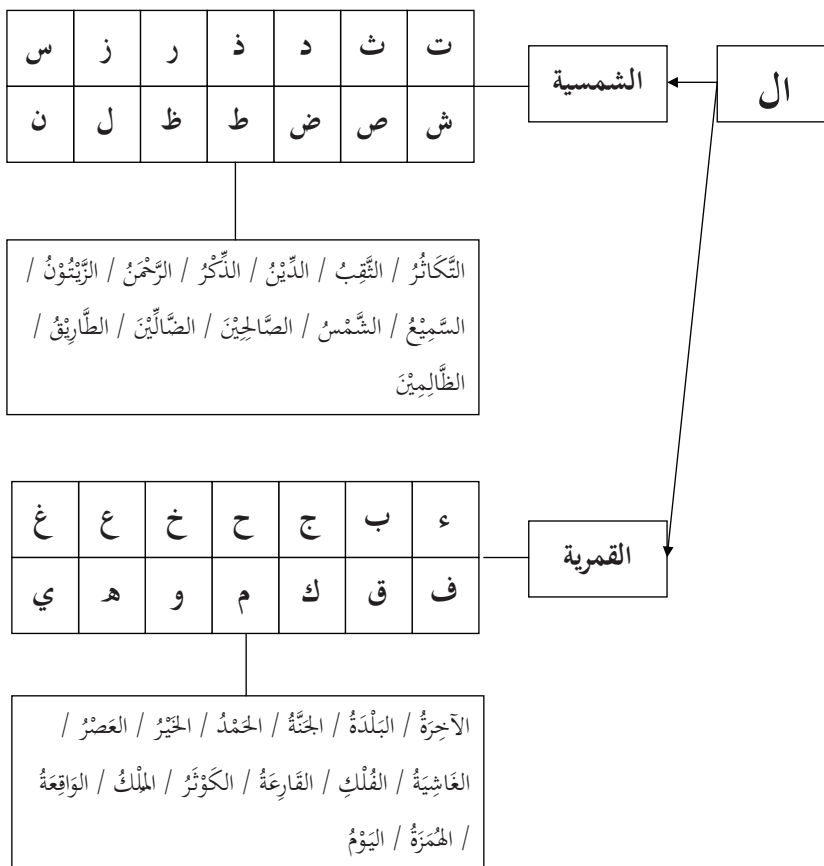 ال
الشمسية
ت ث د ذ ر ز س
ش ص ض ط ظ ل ن
التَّكَاثُرُ / الثَّقِبُ / الدِّيْنُ / الذِّكْرُ / الرَّحْمَنُ / الزَّيْتُوْنُ /
السَّمِيْعُ / الشَّمْسُ / الصَّالِحِيْنَ / الضَّالِّيْنَ / الطَّارِيْقُ /
الظَّالِمِيْنَ
القمرية
ء ب ج ح خ ع غ
ف ق ك م و ه ي
الآخِرَةُ / البَلْدَةُ / الجَنَّةُ / الحَمْدُ / الخَيْرُ / العَصْرُ /
الغَاشِيَةُ / الفُلْكِ / القَارِعَةُ / الكَوْثَرُ / المِلْكُ / الوَاقِعَةُ
/ الهُمَزَةُ / اليَوْمُ